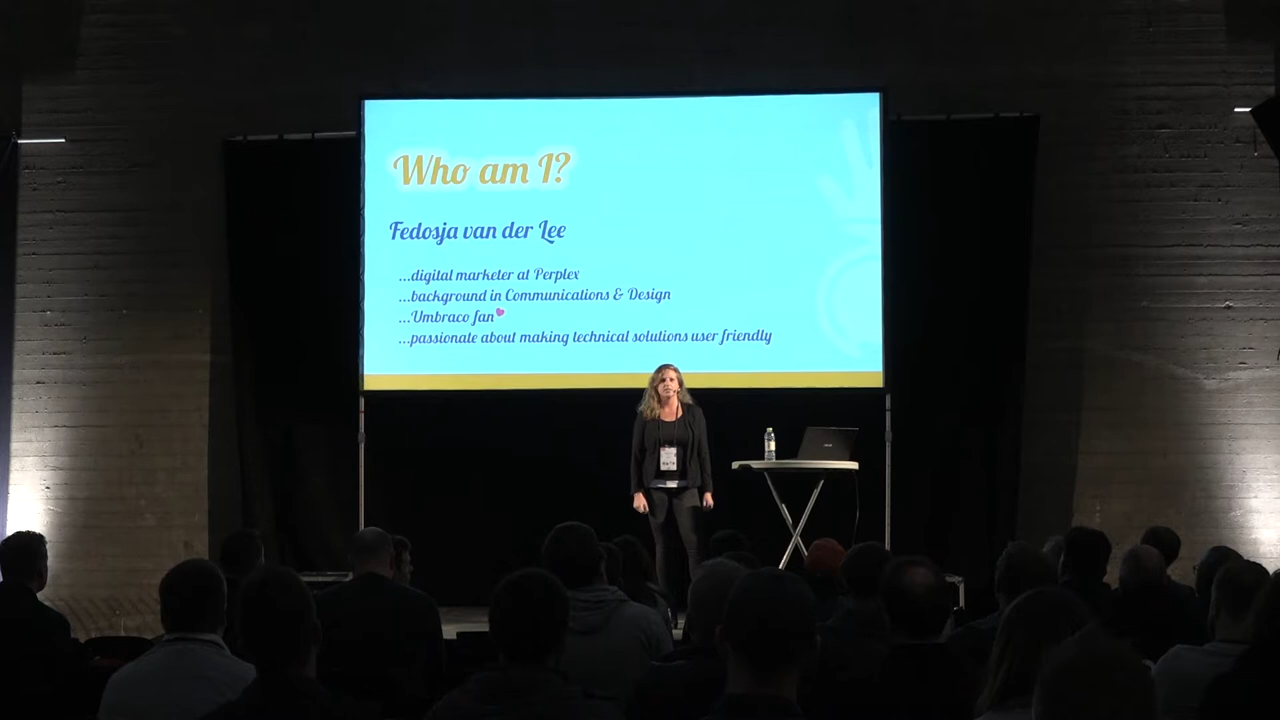 Who am I?
Fedosja van der Lee
...digital marketer at Perplex
...background in Communications & Design
...Umbraco fan
...passionate about making technical solutions user friendly